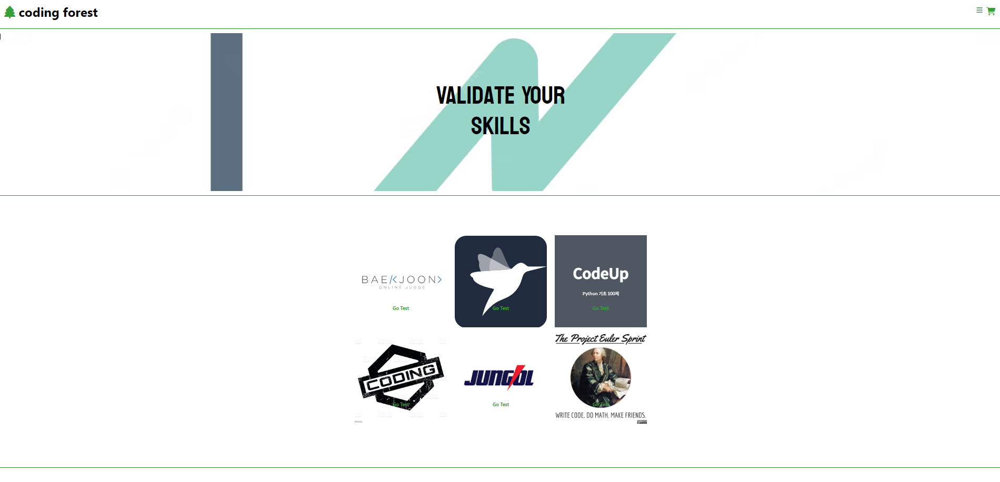 coding forest
VALIDATE YOUR
SKILLS
BAEKJOON>
ONLINE JUDGE
Go Test
Go Test
CodeUp
Python 기초 100제
Go Test
CODING
Go Test
JUNGOL
Go Test
The Project Euler Sprint
Go Test
WRITE CODE. DO MATH. MAKE FRIENDS.